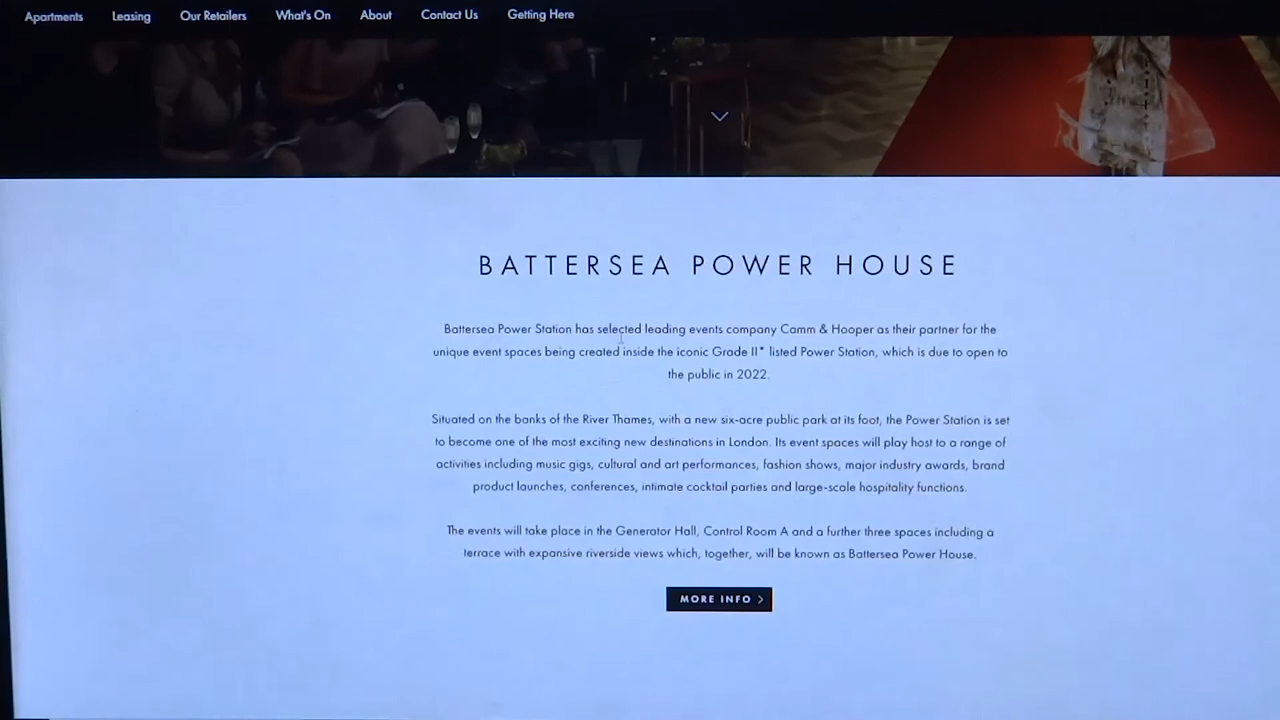 Apartments Leasing Our Retailers What's On About Contact Us Getting Here
BATTERSEA POWER HOUSE
Battersea Power Station has selected leading events company Camm & Hooper as their partner for the
unique event spaces being created inside the iconic Grade II* listed Power Station, which is due to open to
the public in 2022.
Situated on the banks of the River Thames, with a new six-acre public park at its foot, the Power Station is set
to become one of the most exciting new destinations in London. Its event spaces will play host to a range of
activities including music gigs, cultural and art performances, fashion shows, major industry awards, brand
product launches, conferences, intimate cocktail parties and large-scale hospitality functions.
The events will take place in the Generator Hall, Control Room A and a further three spaces including a
terrace with expansive riverside views which, together, will be known as Battersea Power House.
MORE INFO >